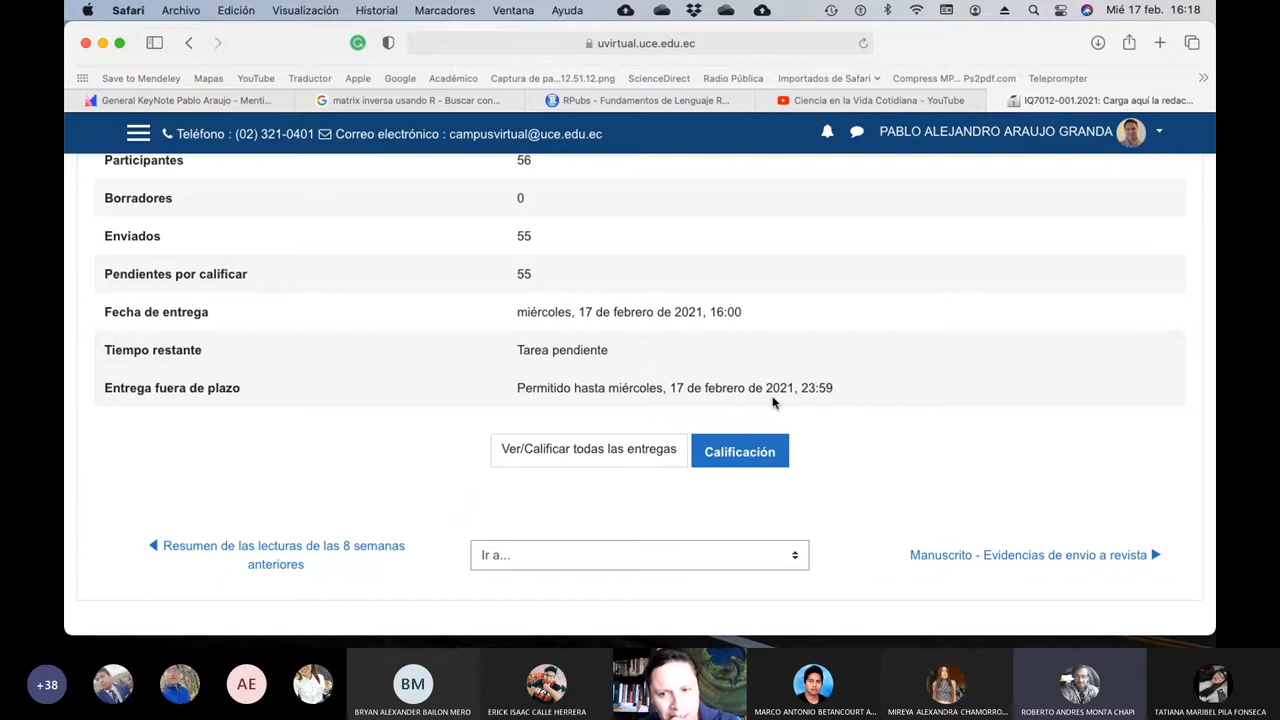 Safari Archivo Edición Visualización Historial Marcadores Ventana Ayuda Mié 17 feb. 16:18
uvirtual.uce.edu.ec
Save to Mendeley Mapas YouTube Traductor Apple Google Académico Captura de pa...12.51.12.png ScienceDirect Radio Pública Importados de Safari Compress MP... Ps2pdf.com Teleprompter
General KeyNote Pablo Araujo - Menti... matrix inversa usando R - Buscar con... RPubs - Fundamentos de Lenguaje R... Ciencia en la Vida Cotidiana - YouTube IQ7012-001.2021: Carga aquí la redac...
Teléfono : (02) 321-0401 Correo electrónico : campusvirtual@uce.edu.ec PABLO ALEJANDRO ARAUJO GRANDA
Participantes 56
Borradores 0
Enviados 55
Pendientes por calificar 55
Fecha de entrega miércoles, 17 de febrero de 2021, 16:00
Tiempo restante Tarea pendiente
Entrega fuera de plazo Permitido hasta miércoles, 17 de febrero de 2021, 23:59
Ver/Calificar todas las entregas Calificación
◀ Resumen de las lecturas de las 8 semanas
anteriores
Ir a...
Manuscrito - Evidencias de envio a revista ▶
+38 AE BM
BRYAN ALEXANDER BAILON MERO ERICK ISAAC CALLE HERRERA MARCO ANTONIO BETANCOURT A... MIREYA ALEXANDRA CHAMORRO... ROBERTO ANDRES MONTA CHAPI TATIANA MARIBEL PILA FONSECA